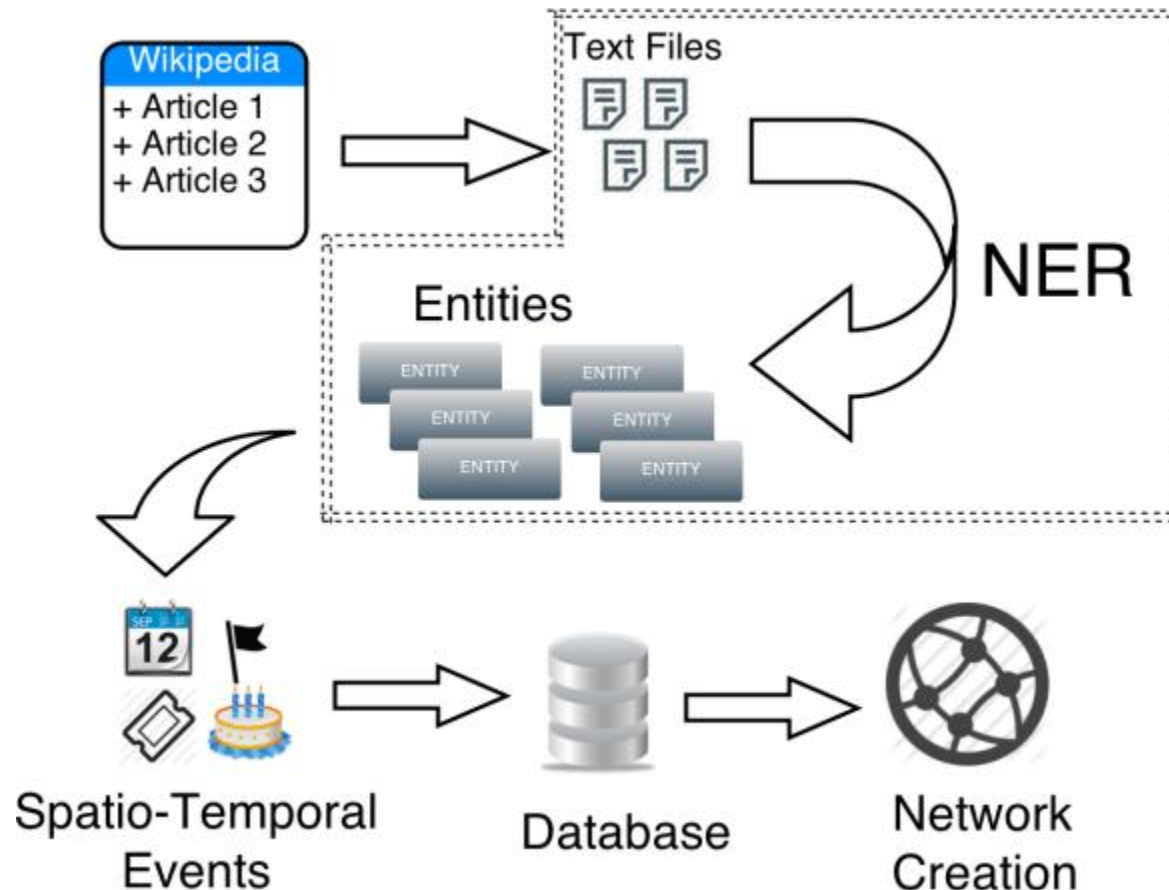 Wikipedia
+ Article 1
+ Article 2
+ Article 3
Text Files
NER
Entities
ENTITY
ENTITY
ENTITY
ENTITY
ENTITY
ENTITY
SEP
12
Spatio-Temporal
Events
Database
Network
Creation